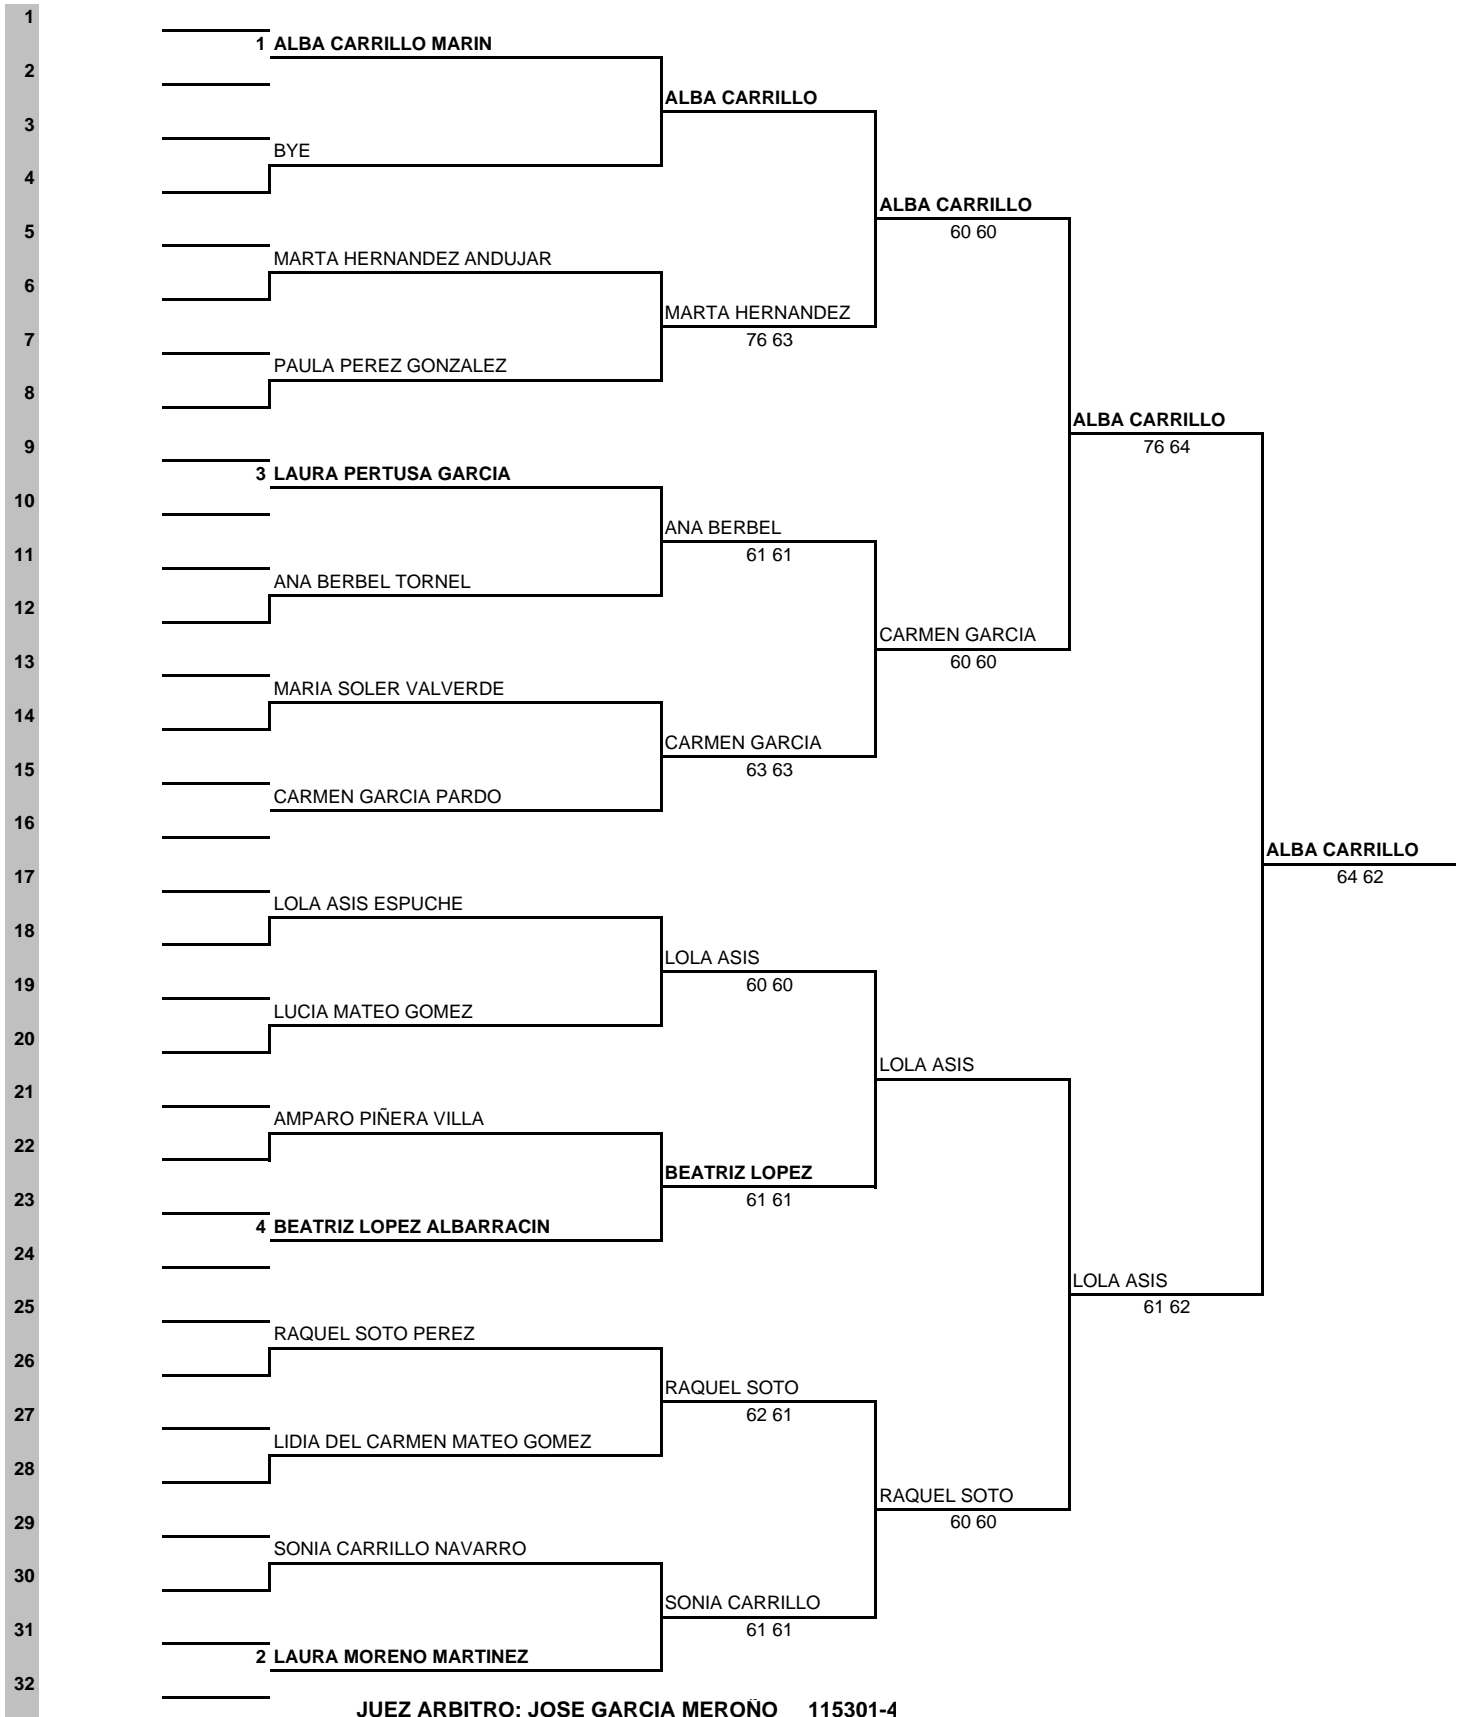 1
1 ALBA CARRILLO MARIN
2
ALBA CARRILLO
3
BYE
4
ALBA CARRILLO
5
60 60
MARTA HERNANDEZ ANDUJAR
6
MARTA HERNANDEZ
7
76 63
PAULA PEREZ GONZALEZ
8
ALBA CARRILLO
9
76 64
3 LAURA PERTUSA GARCIA
10
ANA BERBEL
11
61 61
ANA BERBEL TORNEL
12
CARMEN GARCIA
13
60 60
MARIA SOLER VALVERDE
14
CARMEN GARCIA
15
63 63
CARMEN GARCIA PARDO
16
ALBA CARRILLO
17
64 62
LOLA ASIS ESPUCHE
18
LOLA ASIS
19
60 60
LUCIA MATEO GOMEZ
20
LOLA ASIS
21
AMPARO PIÑERA VILLA
22
BEATRIZ LOPEZ
23
61 61
4 BEATRIZ LOPEZ ALBARRACIN
24
LOLA ASIS
25
61 62
RAQUEL SOTO PEREZ
26
RAQUEL SOTO
27
62 61
LIDIA DEL CARMEN MATEO GOMEZ
28
RAQUEL SOTO
29
60 60
SONIA CARRILLO NAVARRO
30
SONIA CARRILLO
31
61 61
2 LAURA MORENO MARTINEZ
32
JUEZ ARBITRO: JOSE GARCIA MEROÑO 115301-4